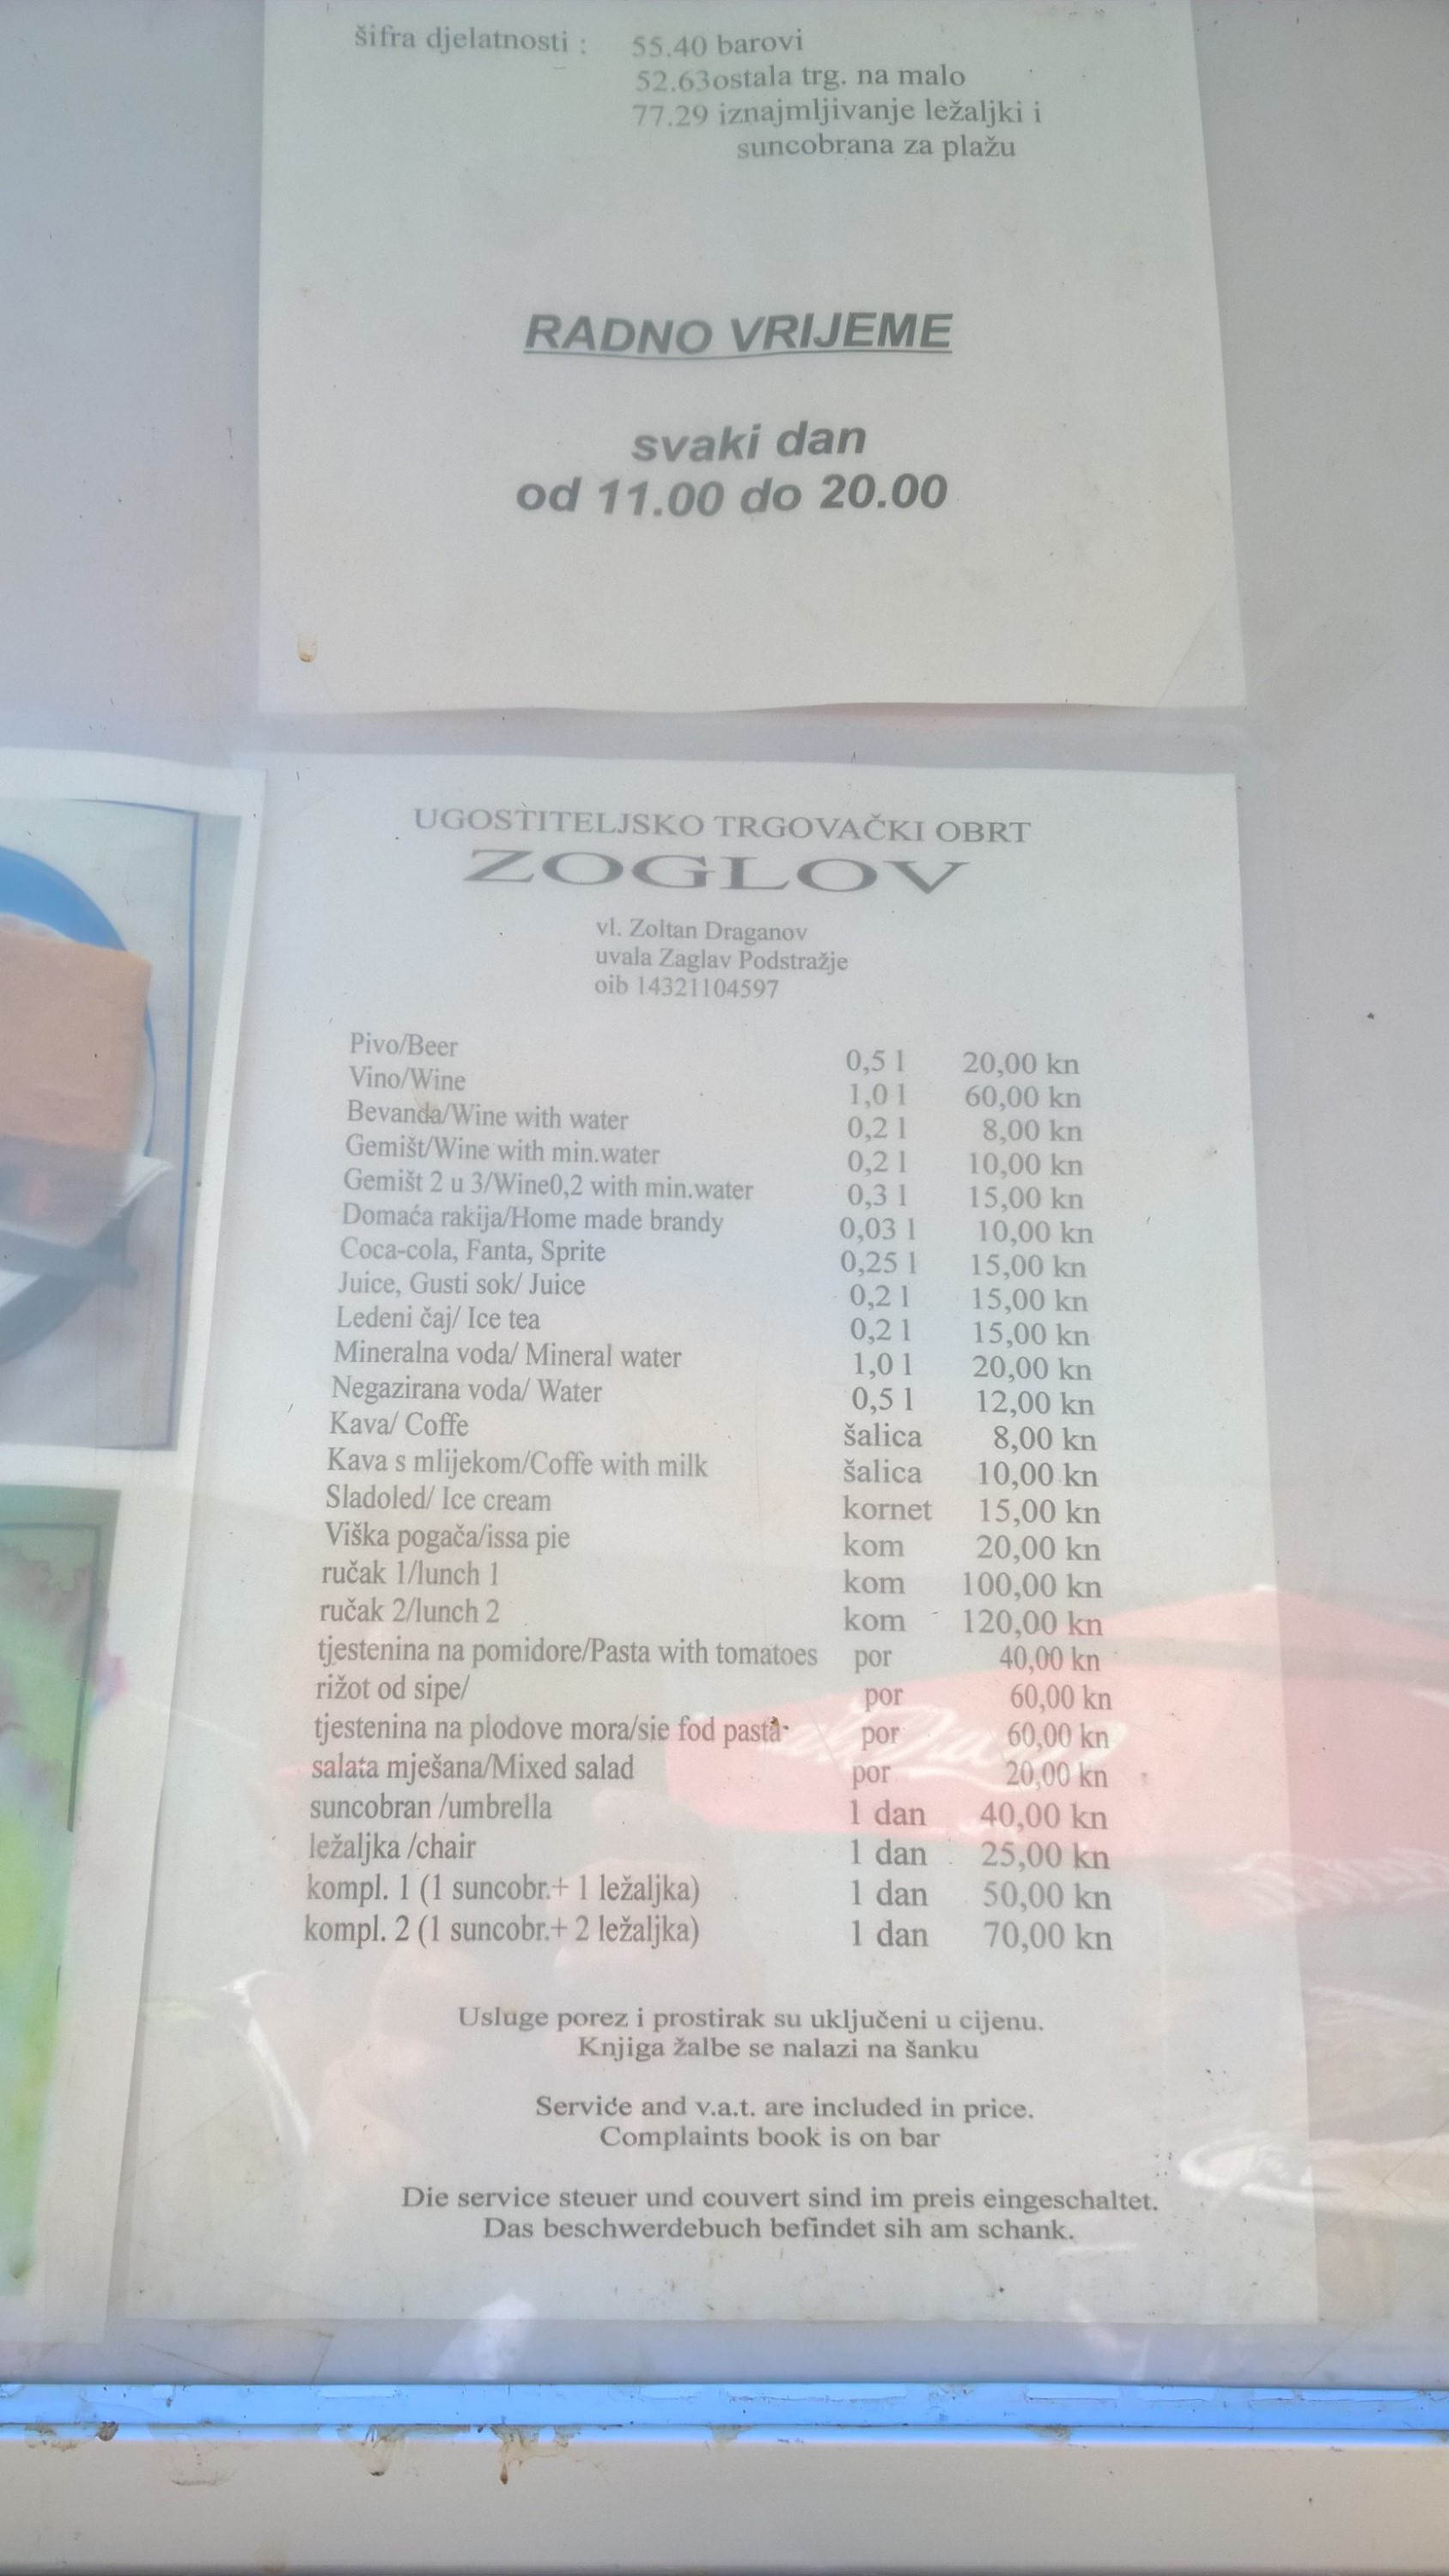 šifra djelatnosti : 55.40 barovi
52.63ostala trg. na malo
77.29 iznajmljivanje ležaljki i
suncobrana za plažu
RADNO VRIJEME
svaki dan
od 11.00 do 20.00
UGOSTITELJSKO TRGOVAČKI OBRT
ZOGLOV
vl. Zoltan Draganov
uvala Zaglav Podstražje
oib 14321104597
Pivo/Beer 0,5 l 20,00 kn
Vino/Wine 1,0 l 60,00 kn
Bevanda/Wine with water 0,2 l 8,00 kn
Gemišt/Wine with min.water 0,2 l 10,00 kn
Gemišt 2 u 3/Wine0,2 with min.water 0,3 l 15,00 kn
Domaća rakija/Home made brandy 0,03 l 10,00 kn
Coca-cola, Fanta, Sprite 0,25 l 15,00 kn
Juice, Gusti sok/ Juice 0,2 l 15,00 kn
Ledeni čaj/ Ice tea 0,2 l 15,00 kn
Mineralna voda/ Mineral water 1,0 l 20,00 kn
Negazirana voda/ Water 0,5 l 12,00 kn
Kava/ Coffe šalica 8,00 kn
Kava s mlijekom/Coffe with milk šalica 10,00 kn
Sladoled/ Ice cream kornet 15,00 kn
Viška pogača/issa pie kom 20,00 kn
ručak 1/lunch 1 kom 100,00 kn
ručak 2/lunch 2 kom 120,00 kn
tjestenina na pomidore/Pasta with tomatoes por 40,00 kn
rižot od sipe/ por 60,00 kn
tjestenina na plodove mora/sie fod pasta por 60,00 kn
salata mješana/Mixed salad por 20,00 kn
suncobran /umbrella 1 dan 40,00 kn
ležaljka /chair 1 dan 25,00 kn
kompl. 1 (1 suncobr.+ 1 ležaljka) 1 dan 50,00 kn
kompl. 2 (1 suncobr.+ 2 ležaljka) 1 dan 70,00 kn
Usluge porez i prostirak su uključeni u cijenu.
Knjiga žalbe se nalazi na šanku
Service and v.a.t. are included in price.
Complaints book is on bar
Die service steuer und couvert sind im preis eingeschaltet.
Das beschwerdebuch befindet sih am schank.